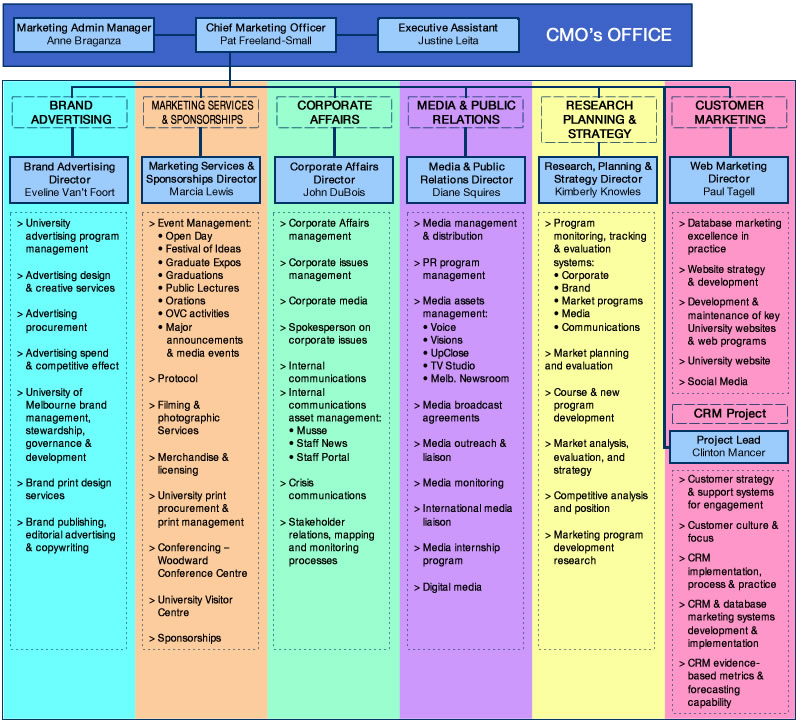 Marketing Admin Manager
Anne Braganza
Chief Marketing Officer
Pat Freeland-Small
Executive Assistant
Justine Leita
CMO's OFFICE
BRAND
ADVERTISING
Brand Advertising
Director
Eveline Van't Foort
> University
advertising program
management
> Advertising design
& creative services
> Advertising
procurement
> Advertising spend
& competitive effect
> University of
Melbourne brand
management,
stewardship,
governance &
development
> Brand print design
services
> Brand publishing,
editorial advertising
& copywriting
MARKETING SERVICES
& SPONSORSHIPS
Marketing Services &
Sponsorships Director
Marcia Lewis
> Event Management:
• Open Day
• Festival of Ideas
• Graduate Expos
• Graduations
• Public Lectures
• Orations
• OVC activities
• Major
announcements
& media events
> Protocol
> Filming &
photographic
Services
> Merchandise &
licensing
> University print
procurement &
print management
> Conferencing –
Woodward
Conference Centre
> University Visitor
Centre
> Sponsorships
CORPORATE
AFFAIRS
Corporate Affairs
Director
John DuBois
> Corporate Affairs
management
> Corporate issues
management
> Corporate media
> Spokesperson on
corporate issues
> Internal
communications
> Internal
communications
asset management:
• Musse
• Staff News
• Staff Portal
> Crisis
communications
> Stakeholder
relations, mapping
and monitoring
processes
MEDIA & PUBLIC
RELATIONS
Media & Public
Relations Director
Diane Squires
> Media management
& distribution
> PR program
management
> Media assets
management:
• Voice
• Visions
• UpClose
• TV Studio
• Melb. Newsroom
> Media broadcast
agreements
> Media outreach &
liaison
> Media monitoring
> International media
liaison
> Media internship
program
> Digital media
RESEARCH
PLANNING &
STRATEGY
Research, Planning &
Strategy Director
Kimberly Knowles
> Program
monitoring, tracking
& evaluation
systems:
• Corporate
• Brand
• Market programs
• Media
• Communications
> Market planning
and evaluation
> Course & new
program
development
> Market analysis,
evaluation, and
strategy
> Competitive analysis
and position
> Marketing program
development
research
CUSTOMER
MARKETING
Web Marketing
Director
Paul Tagell
> Database marketing
excellence in
practice
> Website strategy
& development
> Development &
maintenance of key
University websites
& web programs
> University website
> Social Media
CRM Project
Project Lead
Clinton Mancer
> Customer strategy
& support systems
for engagement
> Customer culture &
focus
> CRM
implementation,
process & practice
> CRM & database
marketing systems
development &
implementation
> CRM evidence-
based metrics &
forecasting
capability